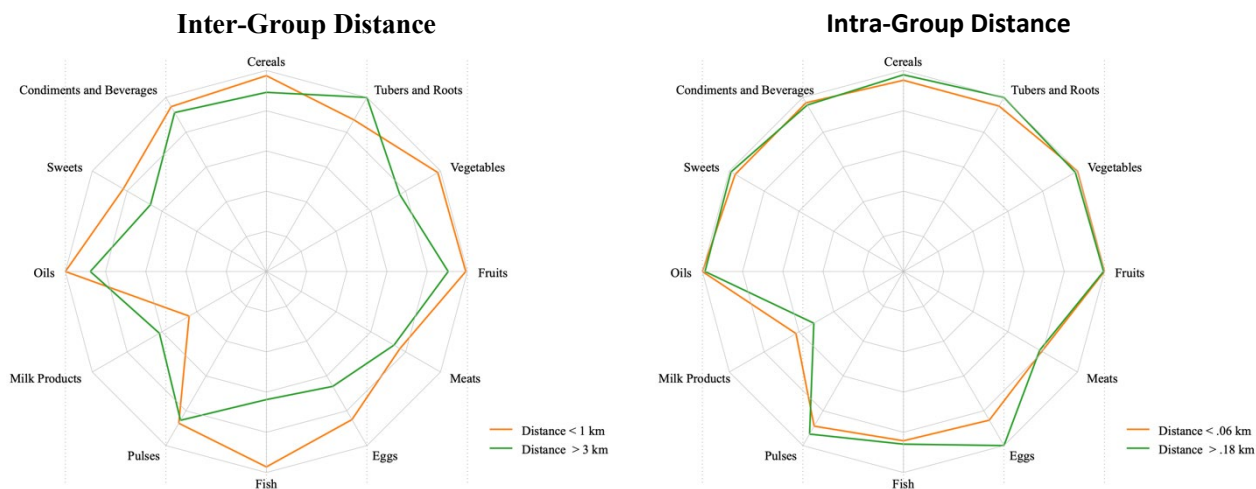 Inter-Group Distance
Cereals
Condiments and Beverages
Tubers and Roots
Sweets
Vegetables
Oils
Fruits
Milk Products
Meats
Pulses
Eggs
Fish
Distance < 1 km
Distance > 3 km
Intra-Group Distance
Cereals
Condiments and Beverages
Tubers and Roots
Sweets
Vegetables
Oils
Fruits
Milk Products
Meats
Pulses
Eggs
Fish
Distance < .06 km
Distance > .18 km